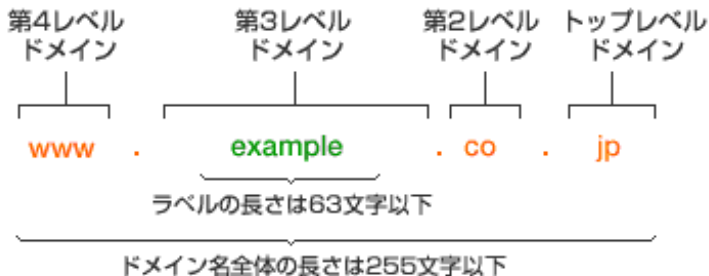 第4レベル
ドメイン
第3レベル
ドメイン
第2レベル
ドメイン
トップレベル
ドメイン
www . example . co . jp
ラベルの長さは63文字以下
ドメイン名全体の長さは255文字以下